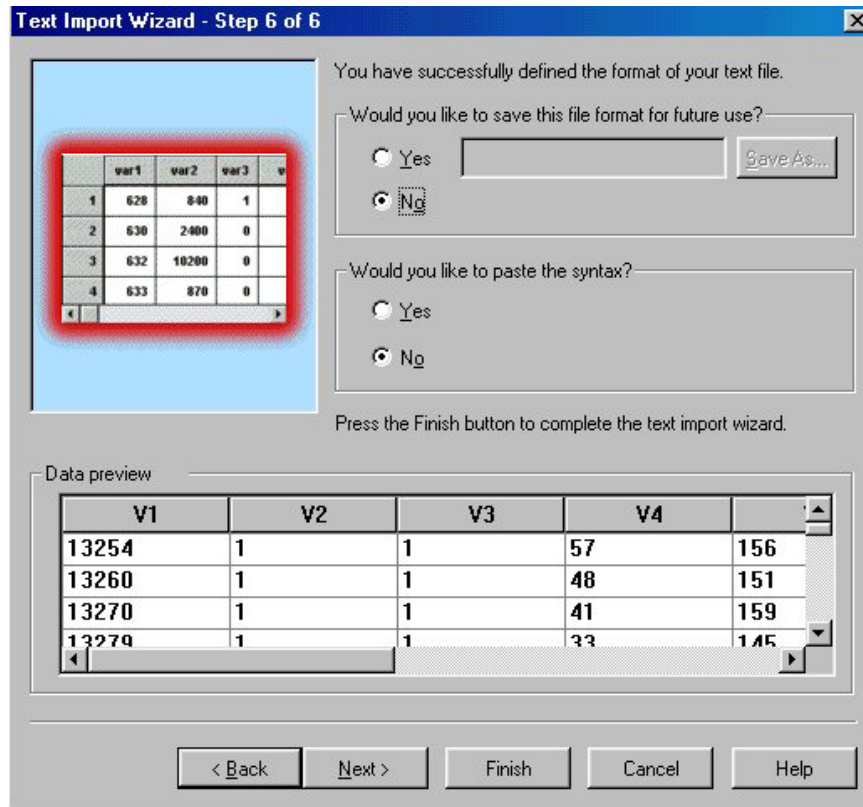 Text Import Wizard - Step 6 of 6
You have successfully defined the format of your text file.
Would you like to save this file format for future use?
Yes
Save As...
No
var1 var2 var3
1 628 840 1
2 630 2400 0
3 632 10200 0
4 633 870 0
Would you like to paste the syntax?
Yes
No
Press the Finish button to complete the text import wizard.
Data preview
V1 V2 V3 V4
13254 1 1 57 156
13260 1 1 48 151
13270 1 1 41 159
13279 1 1 33 145
< Back Next > Finish Cancel Help